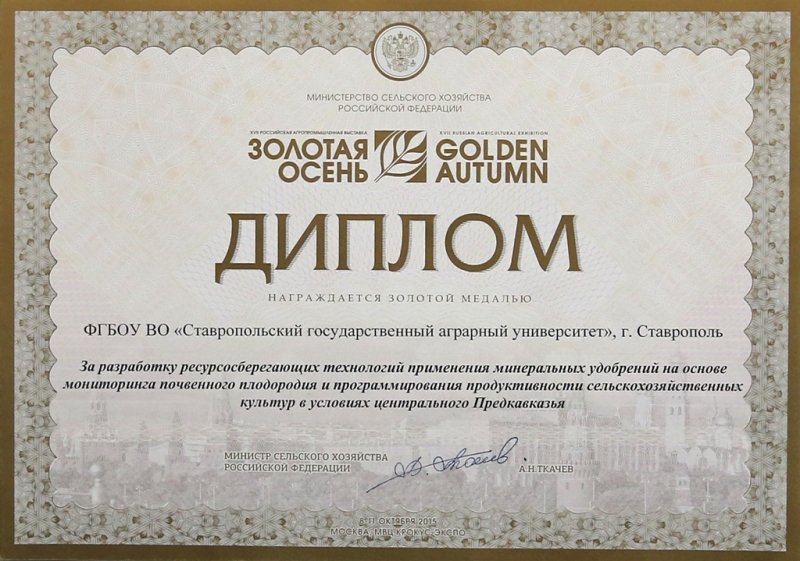 МИНИСТЕРСТВО СЕЛЬСКОГО ХОЗЯЙСТВА
РОССИЙСКОЙ ФЕДЕРАЦИИ
XVII РОССИЙСКАЯ АГРОПРОМЫШЛЕННАЯ ВЫСТАВКА
ЗОЛОТАЯ
ОСЕНЬ
XVII RUSSIAN AGRICULTURAL EXHIBITION
GOLDEN
AUTUMN
ДИПЛОМ
НАГРАЖДАЕТСЯ ЗОЛОТОЙ МЕДАЛЬЮ
ФГБОУ ВО «Ставропольский государственный аграрный университет», г. Ставрополь
За разработку ресурсосберегающих технологий применения минеральных удобрений на основе
мониторинга почвенного плодородия и программирования продуктивности сельскохозяйственных
культур в условиях центрального Предкавказья
МИНИСТР СЕЛЬСКОГО ХОЗЯЙСТВА
РОССИЙСКОЙ ФЕДЕРАЦИИ
А.Н.ТКАЧЕВ
8-11 ОКТЯБРЯ 2015
МОСКВА· МВЦ КРОКУС-ЭКСПО